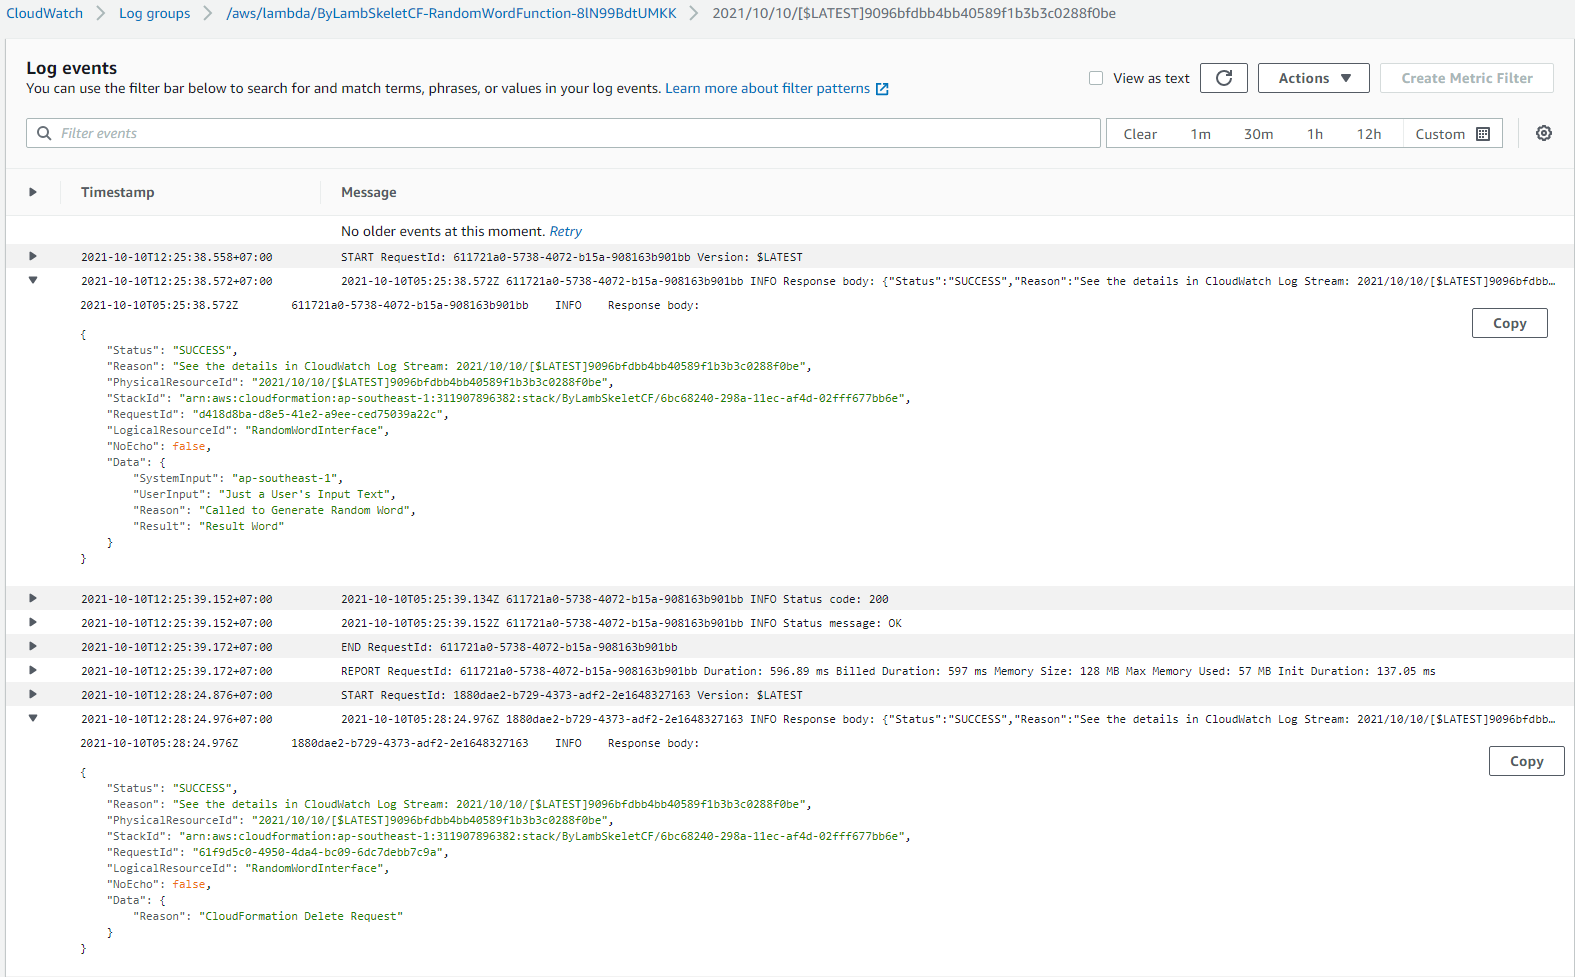 CloudWatch > Log groups > /aws/lambda/ByLambSkeletCF-RandomWordFunction-8lN99BdtUMKK > 2021/10/10/[$LATEST]9096bfdbb4bb40589f1b3b3c0288f0be
Log events
You can use the filter bar below to search for and match terms, phrases, or values in your log events. Learn more about filter patterns
View as text Actions Create Metric Filter
Filter events Clear 1m 30m 1h 12h Custom
Timestamp Message
No older events at this moment. Retry
2021-10-10T12:25:38.558+07:00 START RequestId: 611721a0-5738-4072-b15a-908163b901bb Version: $LATEST
2021-10-10T12:25:38.572+07:00 2021-10-10T05:25:38.572Z 611721a0-5738-4072-b15a-908163b901bb INFO Response body: {"Status":"SUCCESS","Reason":"See the details in CloudWatch Log Stream: 2021/10/10/[$LATEST]9096bfdbb…
2021-10-10T05:25:38.572Z 611721a0-5738-4072-b15a-908163b901bb INFO Response body:
Copy
{
"Status": "SUCCESS",
"Reason": "See the details in CloudWatch Log Stream: 2021/10/10/[$LATEST]9096bfdbb4bb40589f1b3b3c0288f0be",
"PhysicalResourceId": "2021/10/10/[$LATEST]9096bfdbb4bb40589f1b3b3c0288f0be",
"StackId": "arn:aws:cloudformation:ap-southeast-1:311907896382:stack/ByLambSkeletCF/6bc68240-298a-11ec-af4d-02fff677bb6e",
"RequestId": "d418d8ba-d8e5-41e2-a9ee-ced75039a22c",
"LogicalResourceId": "RandomWordInterface",
"NoEcho": false,
"Data": {
"SystemInput": "ap-southeast-1",
"UserInput": "Just a User's Input Text",
"Reason": "Called to Generate Random Word",
"Result": "Result Word"
}
}
2021-10-10T12:25:39.152+07:00 2021-10-10T05:25:39.134Z 611721a0-5738-4072-b15a-908163b901bb INFO Status code: 200
2021-10-10T12:25:39.152+07:00 2021-10-10T05:25:39.152Z 611721a0-5738-4072-b15a-908163b901bb INFO Status message: OK
2021-10-10T12:25:39.172+07:00 END RequestId: 611721a0-5738-4072-b15a-908163b901bb
2021-10-10T12:25:39.172+07:00 REPORT RequestId: 611721a0-5738-4072-b15a-908163b901bb Duration: 596.89 ms Billed Duration: 597 ms Memory Size: 128 MB Max Memory Used: 57 MB Init Duration: 137.05 ms
2021-10-10T12:28:24.876+07:00 START RequestId: 1880dae2-b729-4373-adf2-2e1648327163 Version: $LATEST
2021-10-10T12:28:24.976+07:00 2021-10-10T05:28:24.976Z 1880dae2-b729-4373-adf2-2e1648327163 INFO Response body: {"Status":"SUCCESS","Reason":"See the details in CloudWatch Log Stream: 2021/10/10/[$LATEST]9096bfdbb…
2021-10-10T05:28:24.976Z 1880dae2-b729-4373-adf2-2e1648327163 INFO Response body:
Copy
{
"Status": "SUCCESS",
"Reason": "See the details in CloudWatch Log Stream: 2021/10/10/[$LATEST]9096bfdbb4bb40589f1b3b3c0288f0be",
"PhysicalResourceId": "2021/10/10/[$LATEST]9096bfdbb4bb40589f1b3b3c0288f0be",
"StackId": "arn:aws:cloudformation:ap-southeast-1:311907896382:stack/ByLambSkeletCF/6bc68240-298a-11ec-af4d-02fff677bb6e",
"RequestId": "61f9d5c0-4950-4da4-bc09-6dc7debb7c9a",
"LogicalResourceId": "RandomWordInterface",
"NoEcho": false,
"Data": {
"Reason": "CloudFormation Delete Request"
}
}